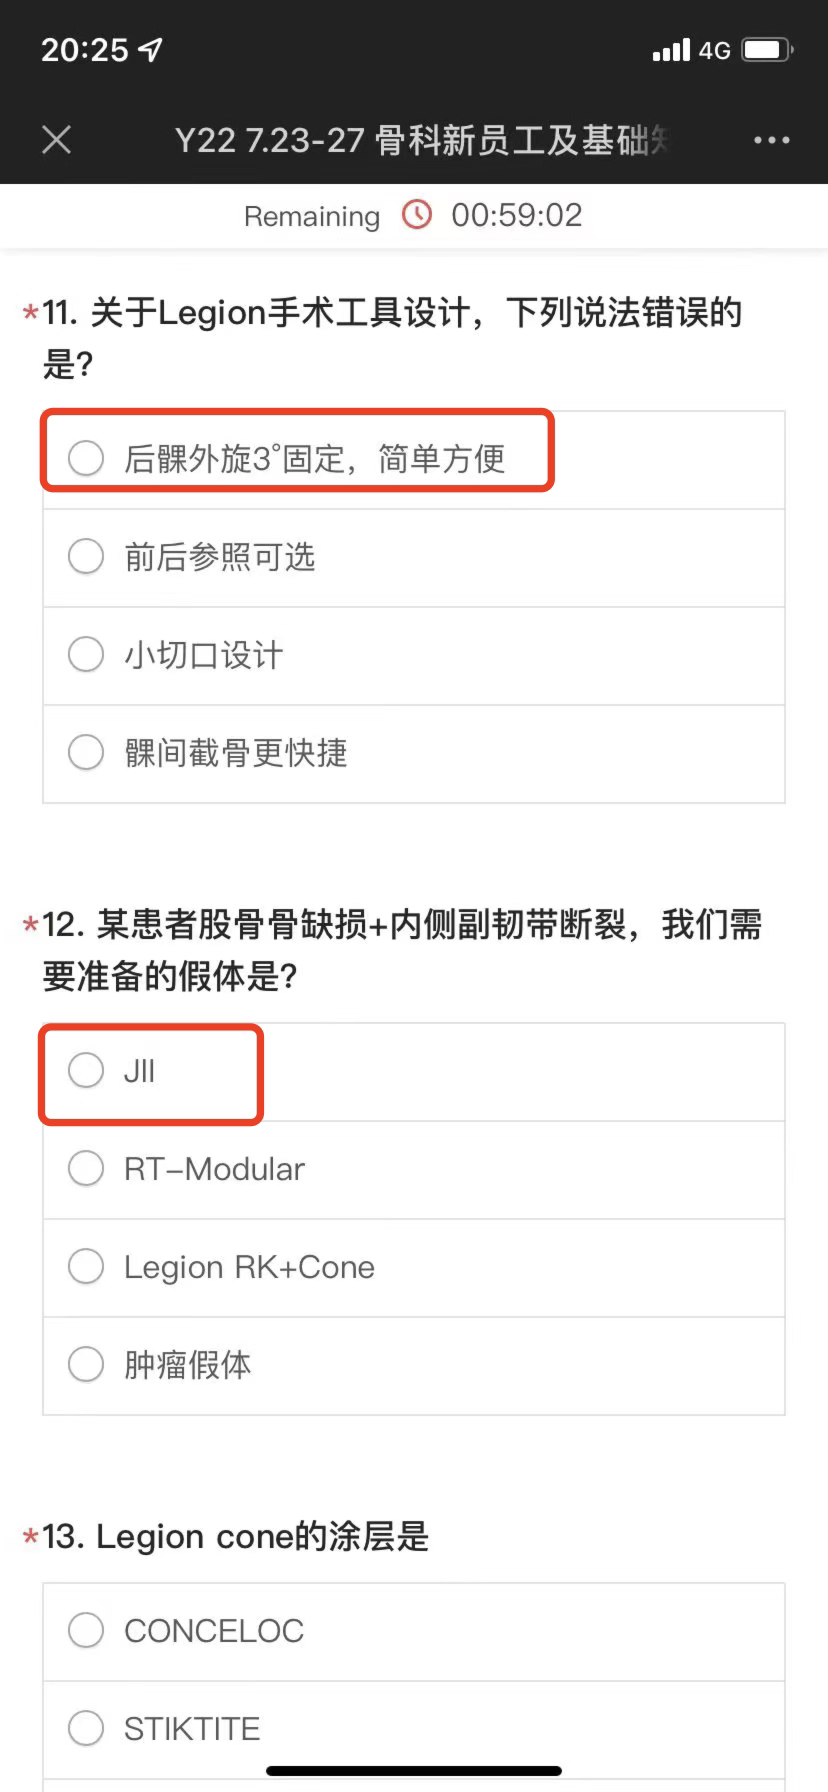 20:25
4G
Y22 7.23-27 骨科新员工及基础知
Remaining 00:59:02
*11. 关于Legion手术工具设计，下列说法错误的
是?
后髁外旋3°固定，简单方便
前后参照可选
小切口设计
髁间截骨更快捷
*12. 某患者股骨骨缺损+内侧副韧带断裂，我们需
要准备的假体是?
JII
RT-Modular
Legion RK+Cone
肿瘤假体
*13. Legion cone的涂层是
CONCELOC
STIKTITE